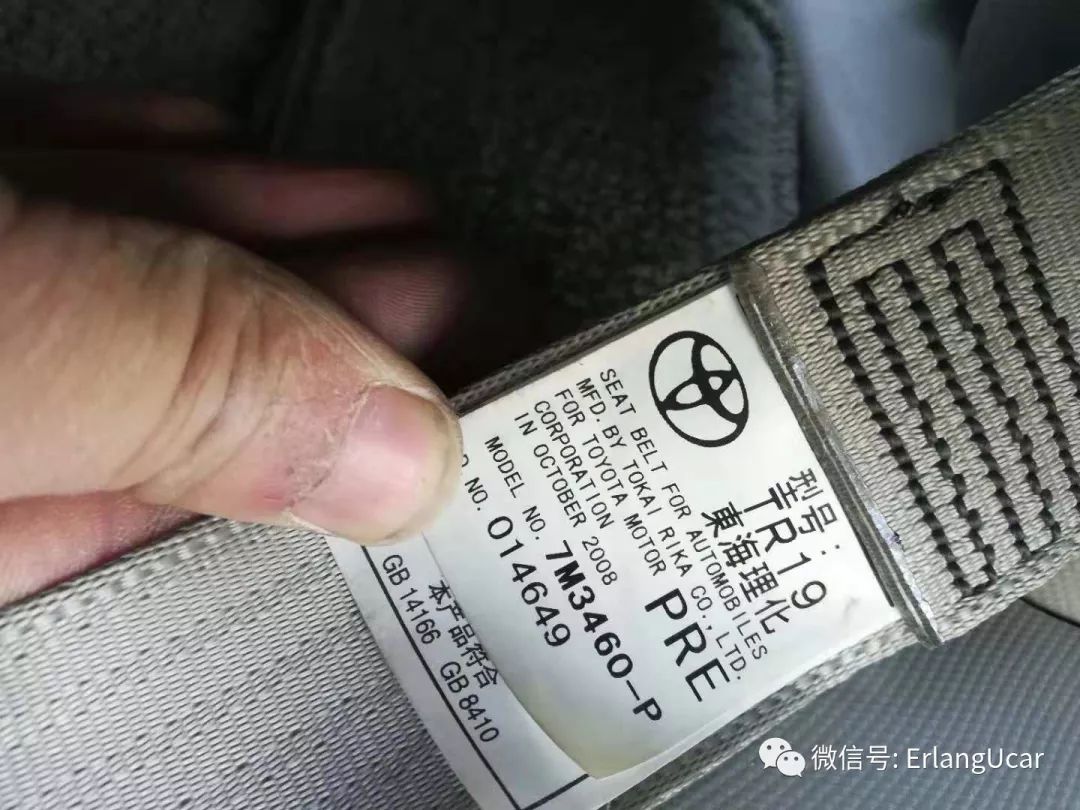 型号:
TR19
東海理化
SEAT BELT FOR AUTOMOBILES
MFD. BY TOKAI RIKA CO., LTD.
FOR TOYOTA MOTOR
CORPORATION
IN OCTOBER 2008
PRE
MODEL NO. 7M3460-P
NO. 014649
本产品符合
GB 14166 GB 8410
微信号: ErlangUcar